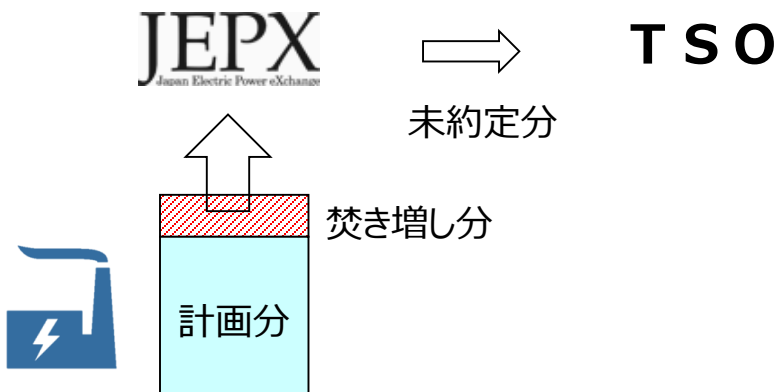 JEPX
Japan Electric Power eXchange
ＴＳＯ
未約定分
焚き増し分
計画分